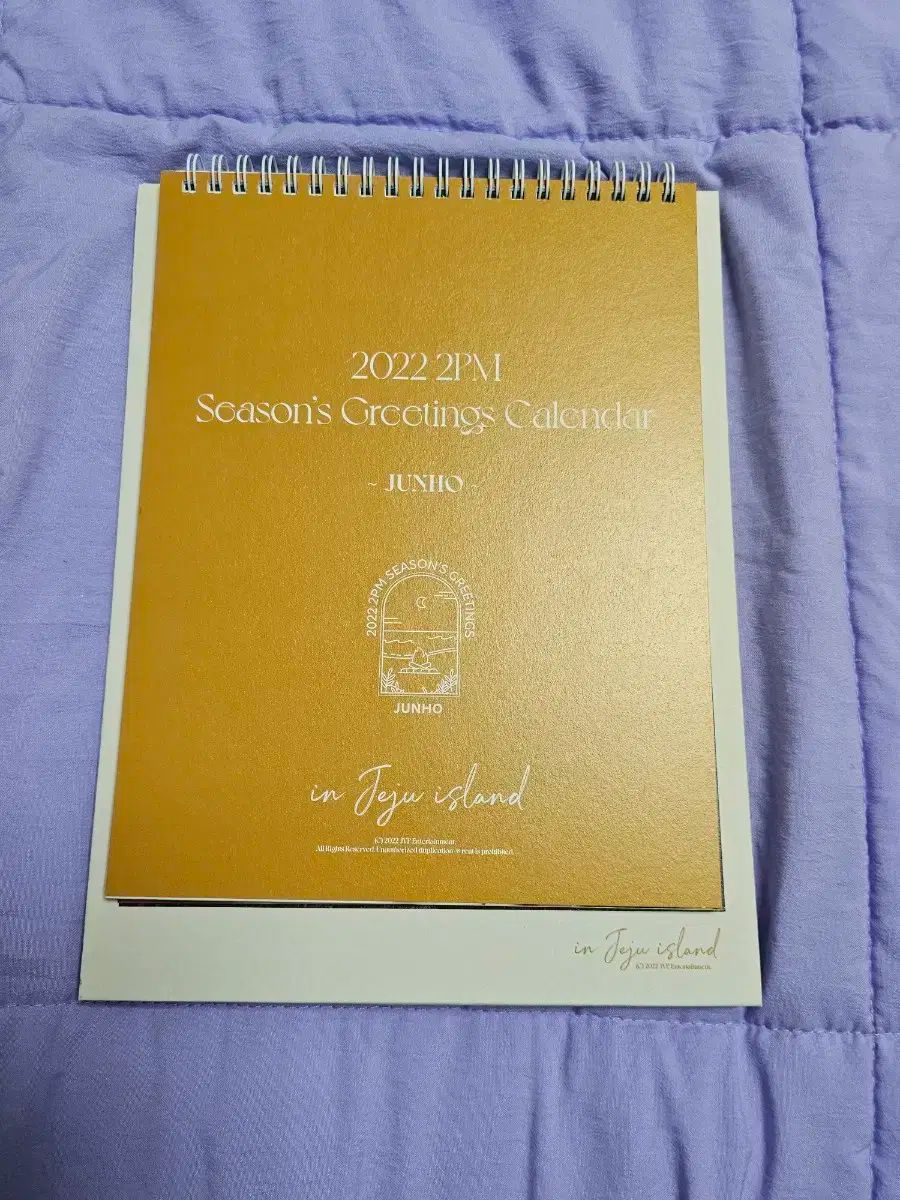 2022 2PM
Season's Greetings Calendar
~ JUNHO ~
2022 2PM SEASON'S GREETINGS
JUNHO
in Jeju island
(C) 2022 JYP Entertainment.
All Rights Reserved. Unauthorized duplication or rent is prohibited.
in Jeju island
(C) 2022 JYP Entertainment.